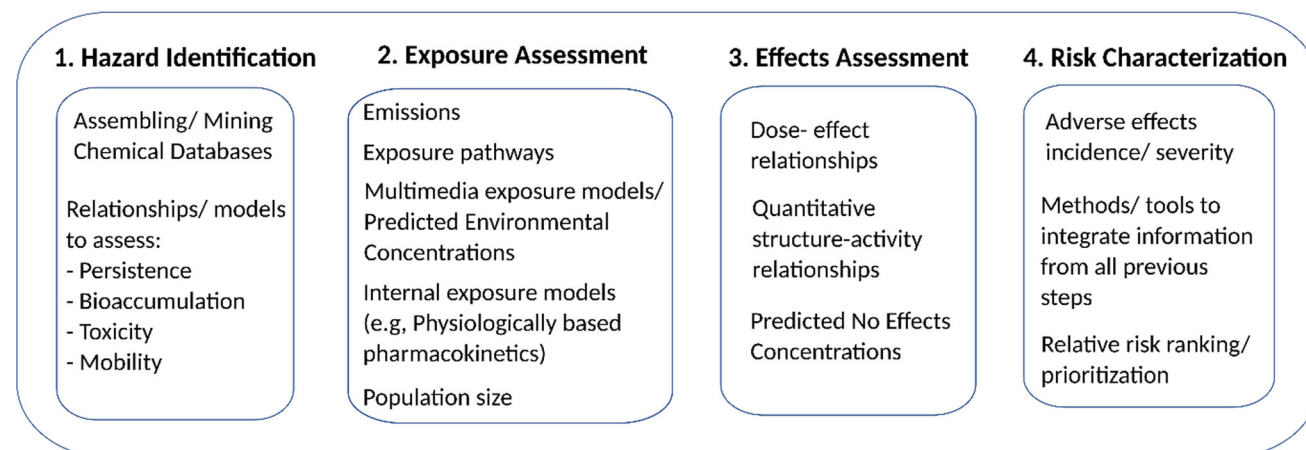 1. Hazard Identification
Assembling/ Mining
Chemical Databases
Relationships/ models
to assess:
- Persistence
- Bioaccumulation
- Toxicity
- Mobility
2. Exposure Assessment
Emissions
Exposure pathways
Multimedia exposure models/
Predicted Environmental
Concentrations
Internal exposure models
(e.g, Physiologically based
pharmacokinetics)
Population size
3. Effects Assessment
Dose- effect
relationships
Quantitative
structure-activity
relationships
Predicted No Effects
Concentrations
4. Risk Characterization
Adverse effects
incidence/ severity
Methods/ tools to
integrate information
from all previous
steps
Relative risk ranking/
prioritization